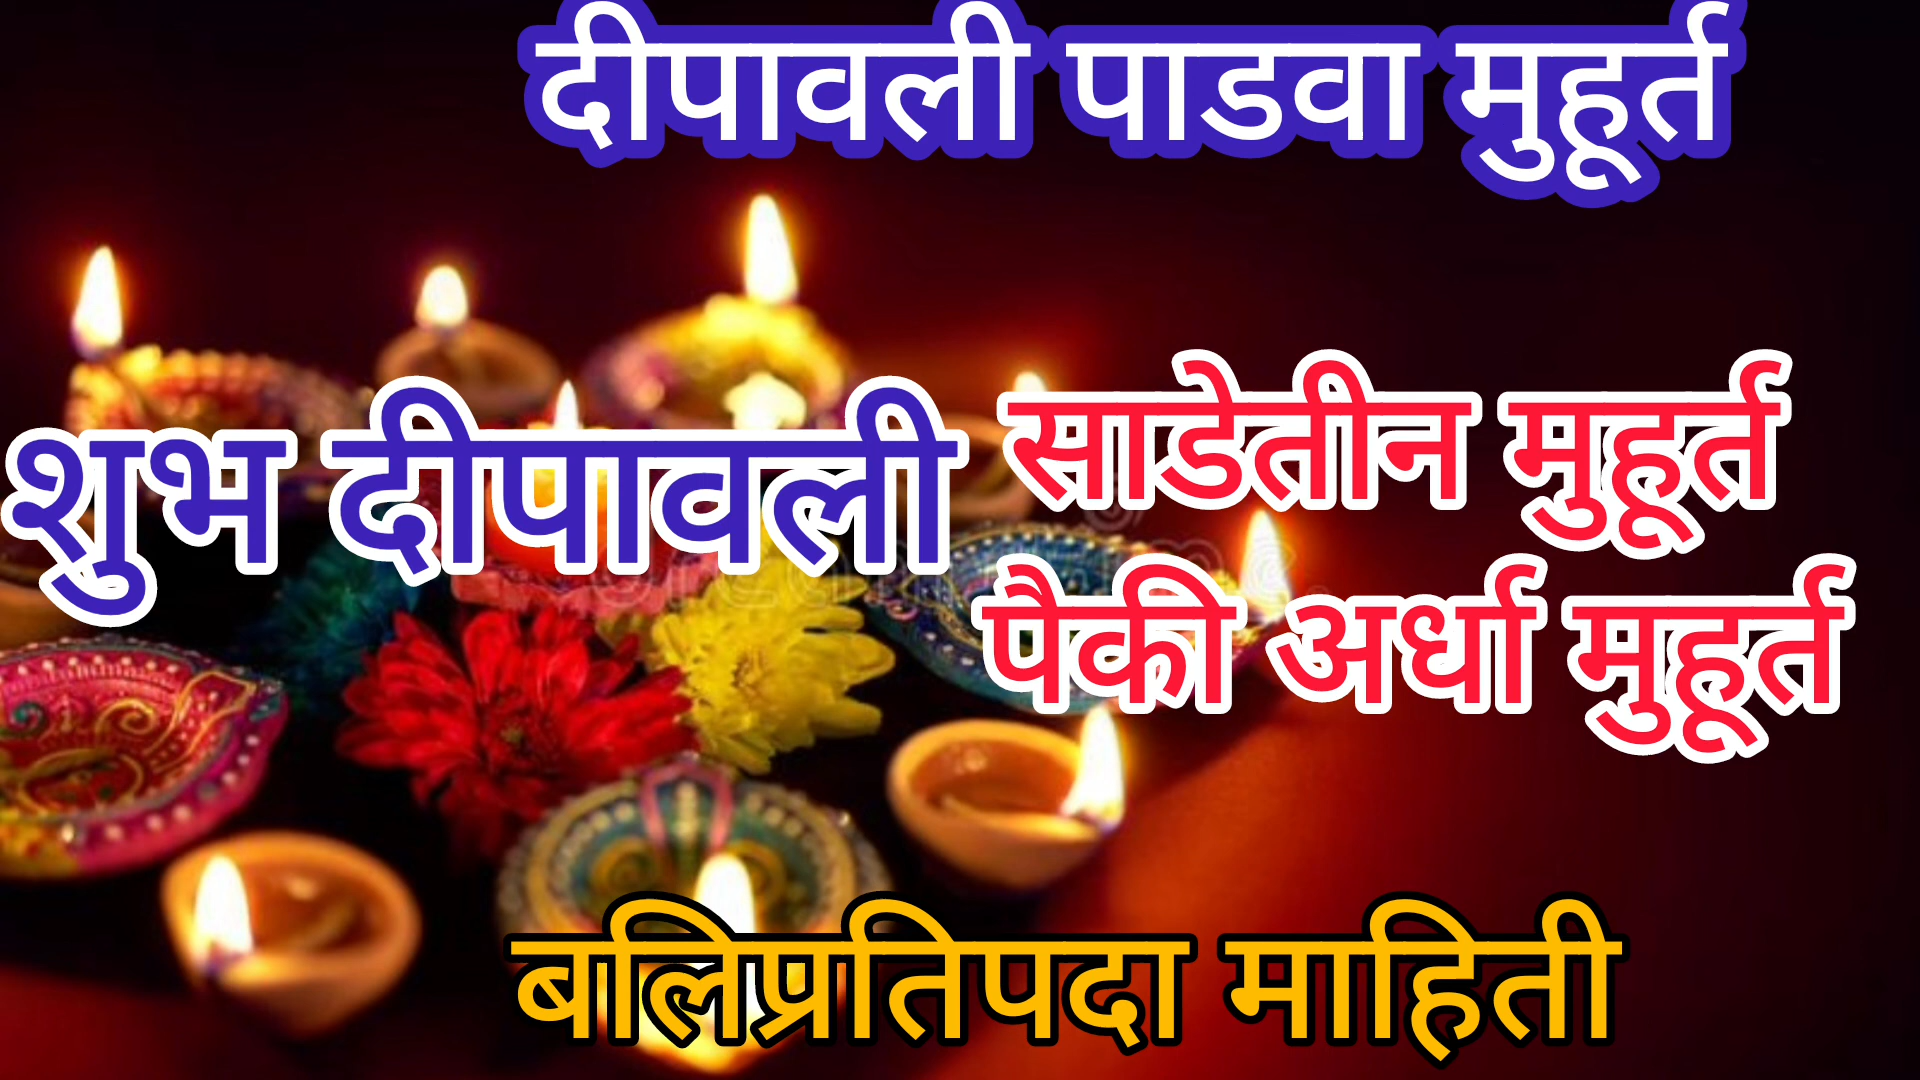 दीपावली पाडवा मुहूर्त
शुभ दीपावली
साडेतीन मुहूर्त
पैकी अर्धा मुहूर्त
बलिप्रतिपदा माहिती